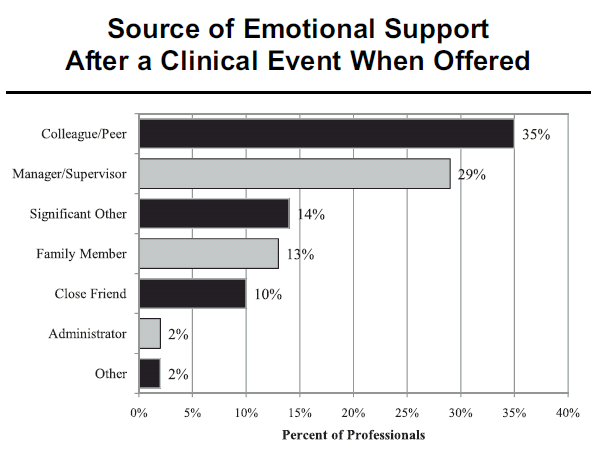 Source of Emotional Support
After a Clinical Event When Offered
Colleague/Peer 35%
Manager/Supervisor 29%
Significant Other 14%
Family Member 13%
Close Friend 10%
Administrator 2%
Other 2%
0% 5% 10% 15% 20% 25% 30% 35% 40%
Percent of Professionals